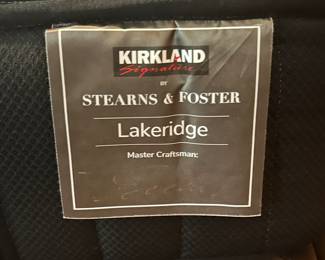 KIRKLAND
Signature
BY
STEARNS & FOSTER
Lakeridge
Master Craftsman: